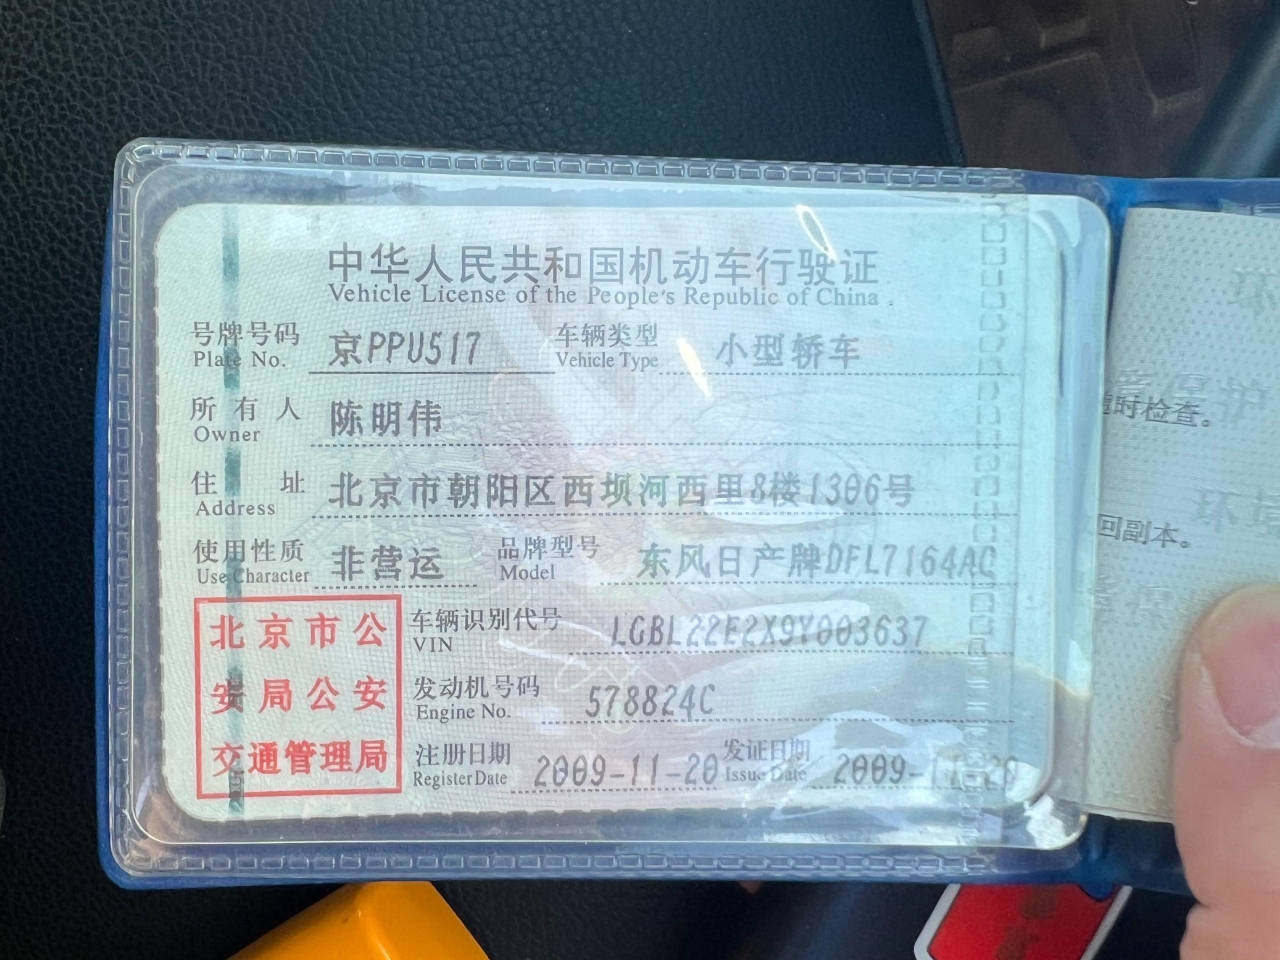 中华人民共和国机动车行驶证
Vehicle License of the People's Republic of China
号牌号码 京PPU517 车辆类型 小型轿车
Plate No. Vehicle Type
所有人 陈明伟
Owner
住址 北京市朝阳区西坝河西里8楼1306号
Address
使用性质 非营运 品牌型号 东风日产牌DFL7164AC
Use Character Model
北京市公
安局公安
交通管理局
车辆识别代号 LGBL22E2X9Y003637
VIN
发动机号码 578824C
Engine No.
注册日期 2009-11-20 发证日期 2009-11-20
Register Date Issue Date
时检查。
回副本。